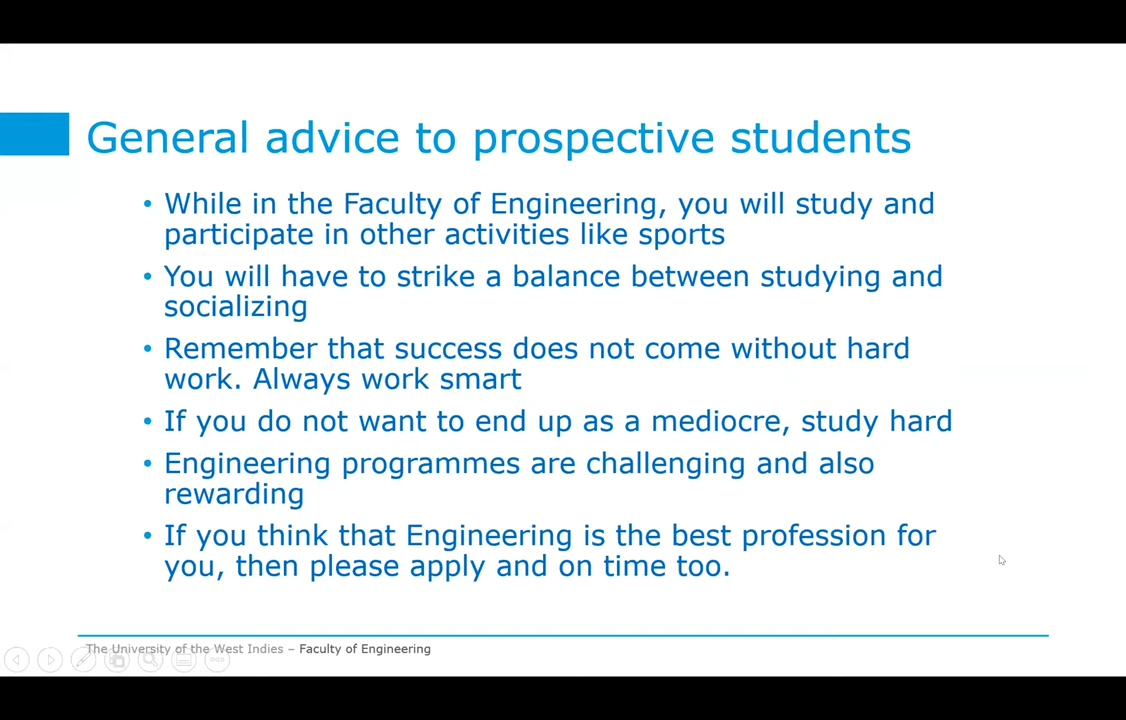 General advice to prospective students
• While in the Faculty of Engineering, you will study and
participate in other activities like sports
• You will have to strike a balance between studying and
socializing
• Remember that success does not come without hard
work. Always work smart
• If you do not want to end up as a mediocre, study hard
• Engineering programmes are challenging and also
rewarding
• If you think that Engineering is the best profession for
you, then please apply and on time too.
The University of the West Indies – Faculty of Engineering